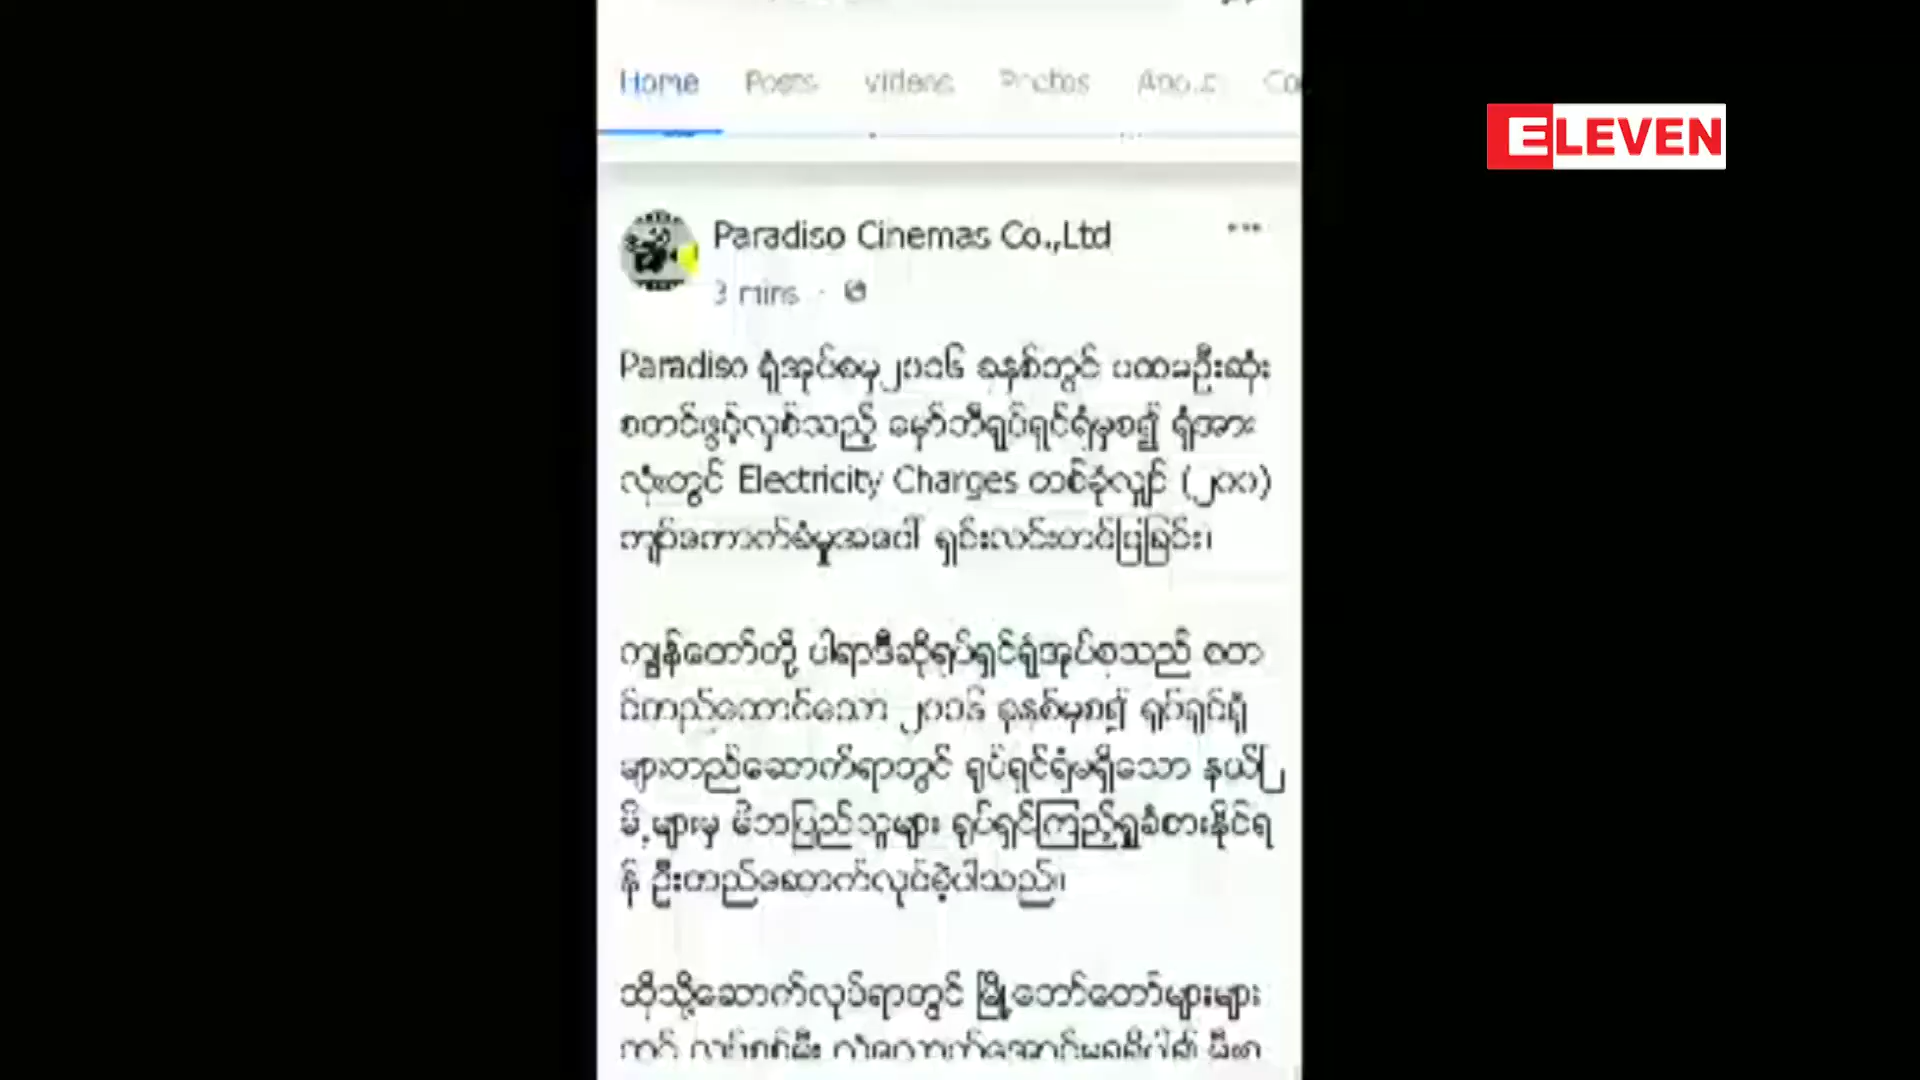 Home Posts Videos Photos About Co
ELEVEN
Paradiso Cinemas Co.,Ltd
3 mins
Paradiso ရုံအုပ်စုမှ ၂၀၁၆ ခုနှစ်တွင် ပထမဦးဆုံး
စတင်ဖွင့်လှစ်သည့် မှော်ဘီရုပ်ရှင်ရုံမှစ၍ ရုံအား
လုံးတွင် Electricity Charges တစ်ခုံလျှင် (၂၀၀)
ကျပ်ကောက်ခံမှုအပေါ် ရှင်းလင်းတင်ပြခြင်း၊
ကျွန်တော်တို့ ပါရာဒီဆိုရုပ်ရှင်ရုံအုပ်စုသည် စတ
င်တည်ထောင်သော ၂၀၁၆ ခုနှစ်မှစ၍ ရုပ်ရှင်ရုံ
များတည်ဆောက်ရာတွင် ရုပ်ရှင်ရုံမရှိသော နယ်မြို
မို့များမှ မိဘပြည်သူများ ရုပ်ရှင်ကြည့်ရှုခံစားနိုင်ရ
န် ဦးတည်ဆောက်လုပ်ခဲ့ပါသည်။
ထိုသို့ဆောက်လုပ်ရာတွင် မြို့တော်တော်များများ